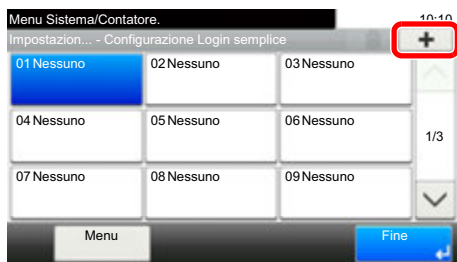 Menu Sistema/Contatore. 10:10
Impostazion... - Configurazione Login semplice
01 Nessuno 02 Nessuno 03 Nessuno
04 Nessuno 05 Nessuno 06 Nessuno
1/3
07 Nessuno 08 Nessuno 09 Nessuno
Menu Fine